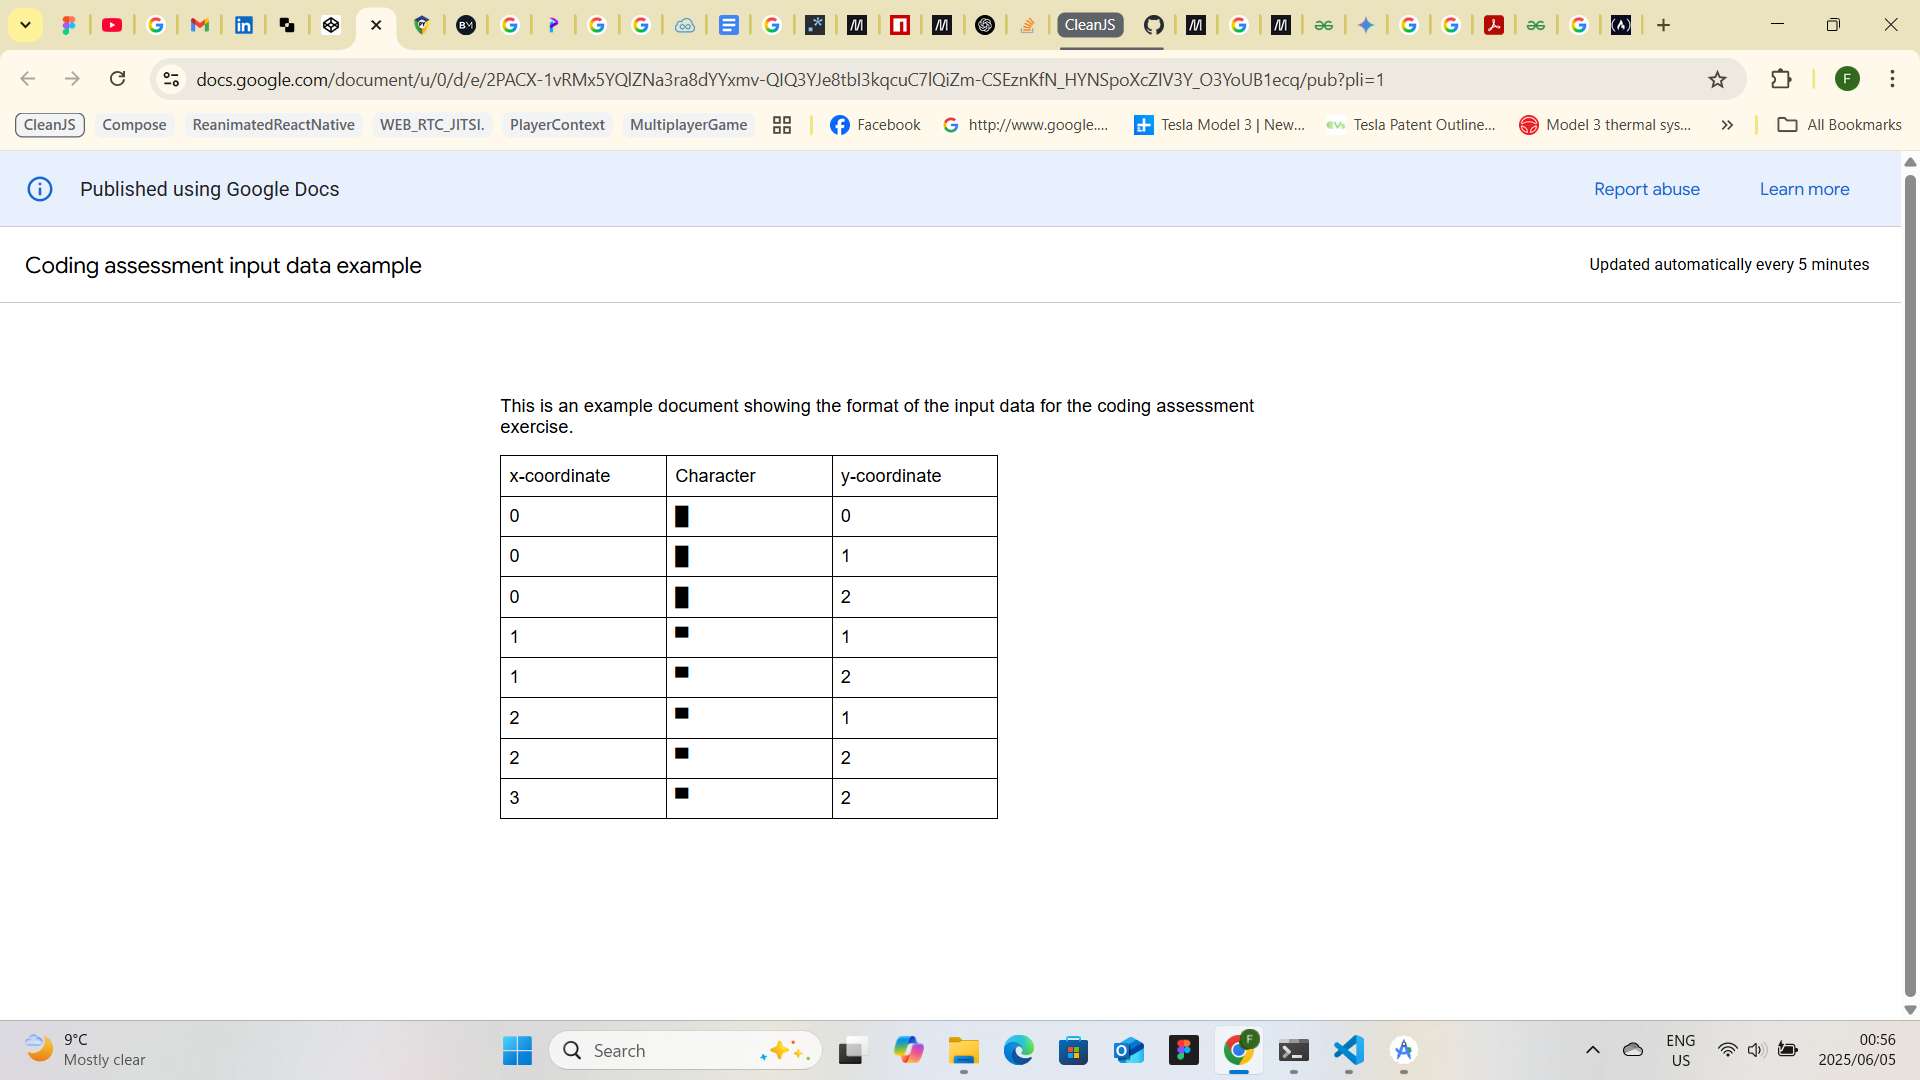 CleanJS
docs.google.com/document/u/0/d/e/2PACX-1vRMx5YQlZNa3ra8dYYxmv-QIQ3YJe8tbI3kqcuC7lQiZm-CSEznKfN_HYNSpoXcZIV3Y_O3YoUB1ecq/pub?pli=1
F
CleanJS Compose ReanimatedReactNative WEB_RTC_JITSI. PlayerContext MultiplayerGame Facebook http://www.google.... Tesla Model 3 | New... Tesla Patent Outline... Model 3 thermal sys... All Bookmarks
Published using Google Docs Report abuse Learn more
Coding assessment input data example Updated automatically every 5 minutes
This is an example document showing the format of the input data for the coding assessment
exercise.
x-coordinate Character y-coordinate
0 █ 0
0 █ 1
0 █ 2
1 ▀ 1
1 ▀ 2
2 ▀ 1
2 ▀ 2
3 ▀ 2
9°C
Mostly clear
Search
ENG
US
00:56
2025/06/05